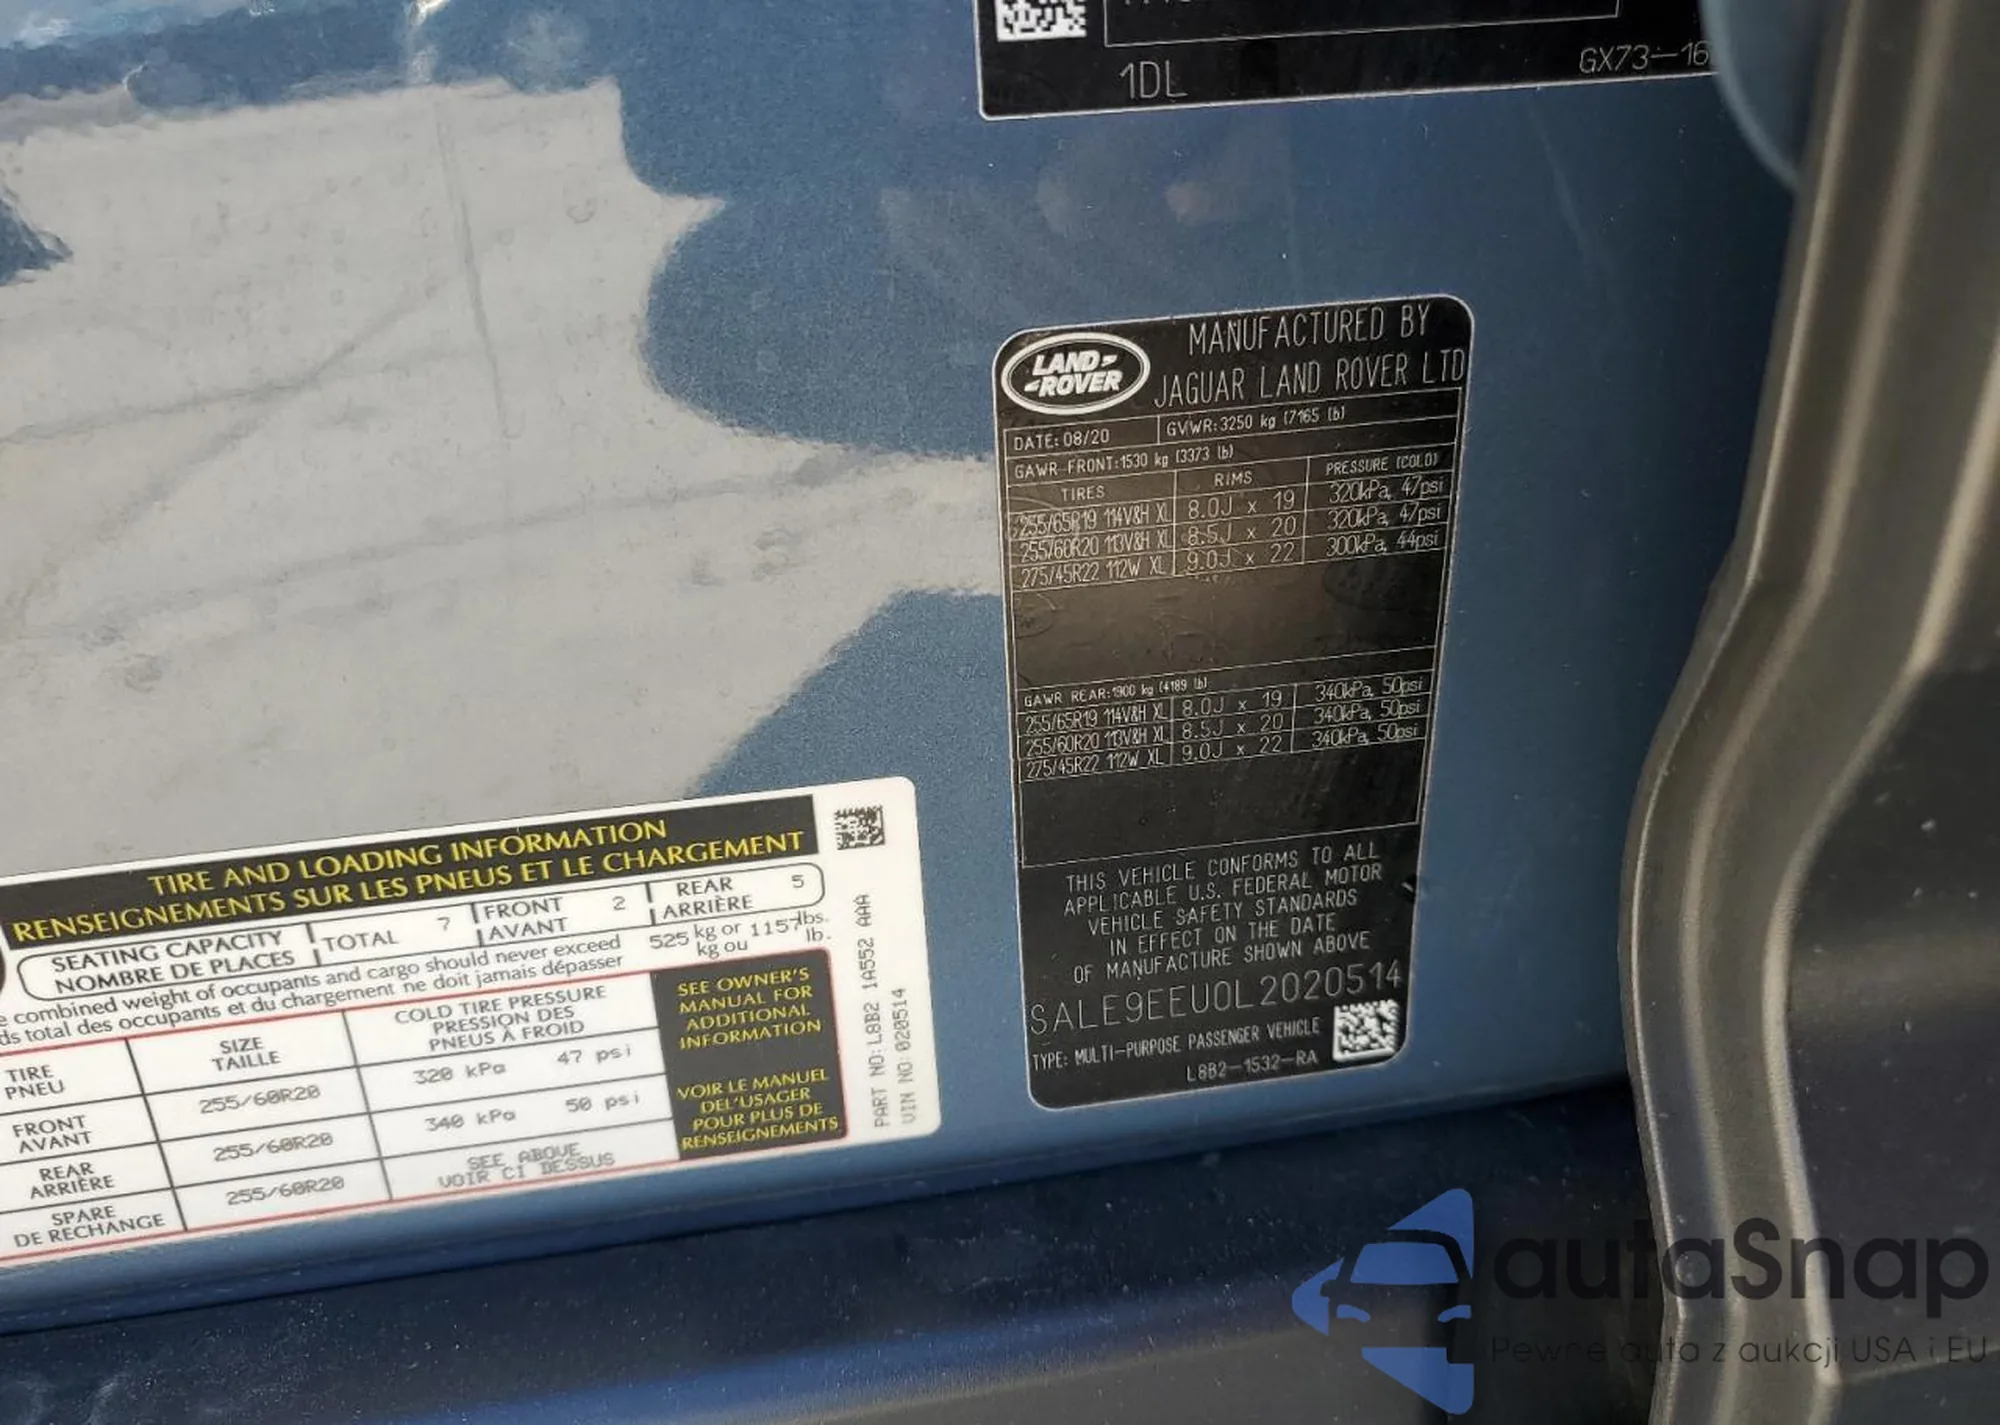 1DL
GX73-16
LAND-
-ROVER
MANUFACTURED BY
JAGUAR LAND ROVER LTD
DATE: 08/20
GVWR: 3250 kg (7165 lb)
GAWR-FRONT: 1530 kg (3373 lb)
TIRES RIMS PRESSURE (COLD)
255/65R19 114V&H XL 8.0J x 19 320kPa, 47psi
255/60R20 113V&H XL 8.5J x 20 320kPa, 47psi
275/45R22 112W XL 9.0J x 22 300kPa, 44psi
GAWR REAR: 1900 kg (4189 lb)
255/65R19 114V&H XL 8.0J x 19 340kPa, 50psi
255/60R20 113V&H XL 8.5J x 20 340kPa, 50psi
275/45R22 112W XL 9.0J x 22 340kPa, 50psi
THIS VEHICLE CONFORMS TO ALL
APPLICABLE U.S. FEDERAL MOTOR
VEHICLE SAFETY STANDARDS
IN EFFECT ON THE DATE
OF MANUFACTURE SHOWN ABOVE
SALE9EEU0L2020514
TYPE: MULTI-PURPOSE PASSENGER VEHICLE
L8B2-1532-RA
TIRE AND LOADING INFORMATION
RENSEIGNEMENTS SUR LES PNEUS ET LE CHARGEMENT
SEATING CAPACITY
NOMBRE DE PLACES
TOTAL 7
FRONT 2
AVANT
REAR 5
ARRIÈRE
combined weight of occupants and cargo should never exceed
total des occupants et du chargement ne doit jamais dépasser
525 kg or 1157 lbs.
kg ou lb.
TIRE
PNEU
SIZE
TAILLE
COLD TIRE PRESSURE
PRESSION DES
PNEUS À FROID
FRONT
AVANT
255/60R20
320 kPa 47 psi
REAR
ARRIÈRE
255/60R20
340 kPa 50 psi
SPARE
DE RECHANGE
255/60R20
SEE ABOVE
VOIR CI DESSUS
SEE OWNER'S
MANUAL FOR
ADDITIONAL
INFORMATION
VOIR LE MANUEL
DEL'USAGER
POUR PLUS DE
RENSEIGNEMENTS
PART NO: L8B2 1A552 AAA
VIN NO: 020514
autaSnap
Pewne auta z aukcji USA i EU